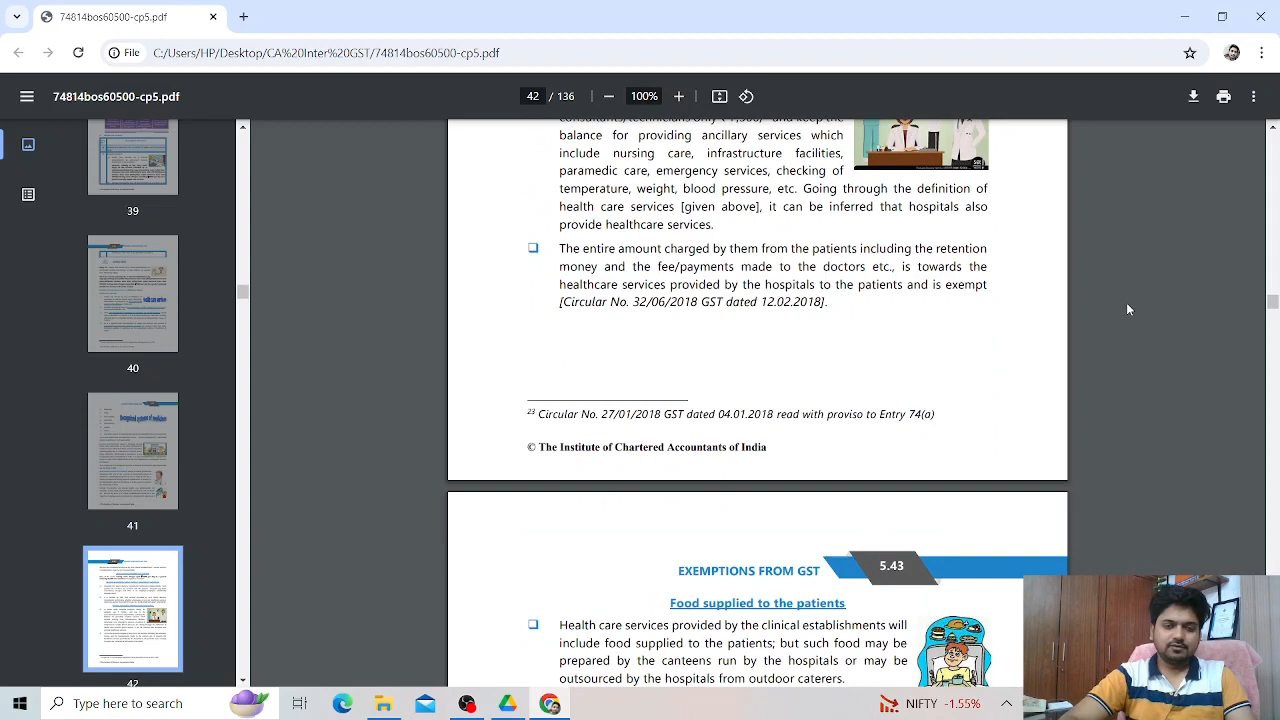 74814bos60500-cp5.pdf
File
C:/Users/HP/Desktop/CA%20Inter%20GST/74814bos60500-cp5.pdf
74814bos60500-cp5.pdf
42 / 136
100%
balance for providing ancillary services which
include nursing care, infrastructure facilities,
paramedic care, emergency services, checking of
temperature, weight, blood pressure, etc. Going through the definition of
health care services [given above], it can be inferred that hospitals also
provide healthcare services.
❑ The entire amount charged by them from the patients including the retention
money and the fee/payments made to the doctors etc., is towards the
healthcare services provided by the hospitals to the patients and is exempt
[Circular No. 32/06/2018 GST dated 12.02.2018]
23 Circular No. 27/01/2018 GST dated 04.01.2018 read with inserts to Entry 74(a)
© The Institute of Chartered Accountants of India
EXEMPTIONS FROM GST
5.43
Food supplied to the patients
❑ Health care services provided by the clinical establishments will
include food supplied to the patients; but such food may be
prepared by the canteens run by the hospitals or may be
outsourced by the hospitals from outdoor caterers.
39
40
41
42
Type here to search
NIFTY -1.35%